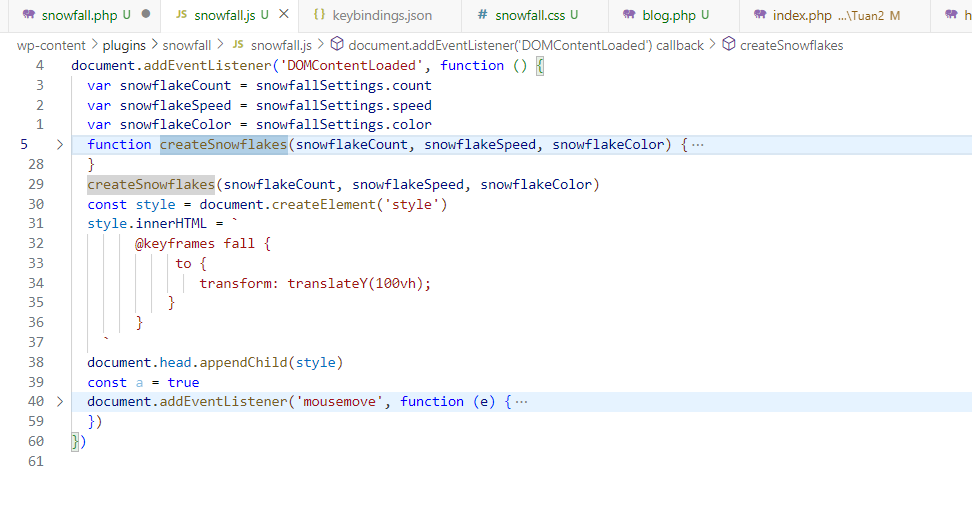 snowfall.php U
JS snowfall.js U
{} keybindings.json
# snowfall.css U
blog.php U
index.php ...\Tuan2 M
h
wp-content > plugins > snowfall > JS snowfall.js > document.addEventListener('DOMContentLoaded') callback > createSnowflakes
4 document.addEventListener('DOMContentLoaded', function () {
3 var snowflakeCount = snowfallSettings.count
2 var snowflakeSpeed = snowfallSettings.speed
1 var snowflakeColor = snowfallSettings.color
5 > function createSnowflakes(snowflakeCount, snowflakeSpeed, snowflakeColor) { ...
28 }
29 createSnowflakes(snowflakeCount, snowflakeSpeed, snowflakeColor)
30 const style = document.createElement('style')
31 style.innerHTML = `
32 @keyframes fall {
33 to {
34 transform: translateY(100vh);
35 }
36 }
37 `
38 document.head.appendChild(style)
39 const a = true
40 > document.addEventListener('mousemove', function (e) { ...
59 })
60 })
61